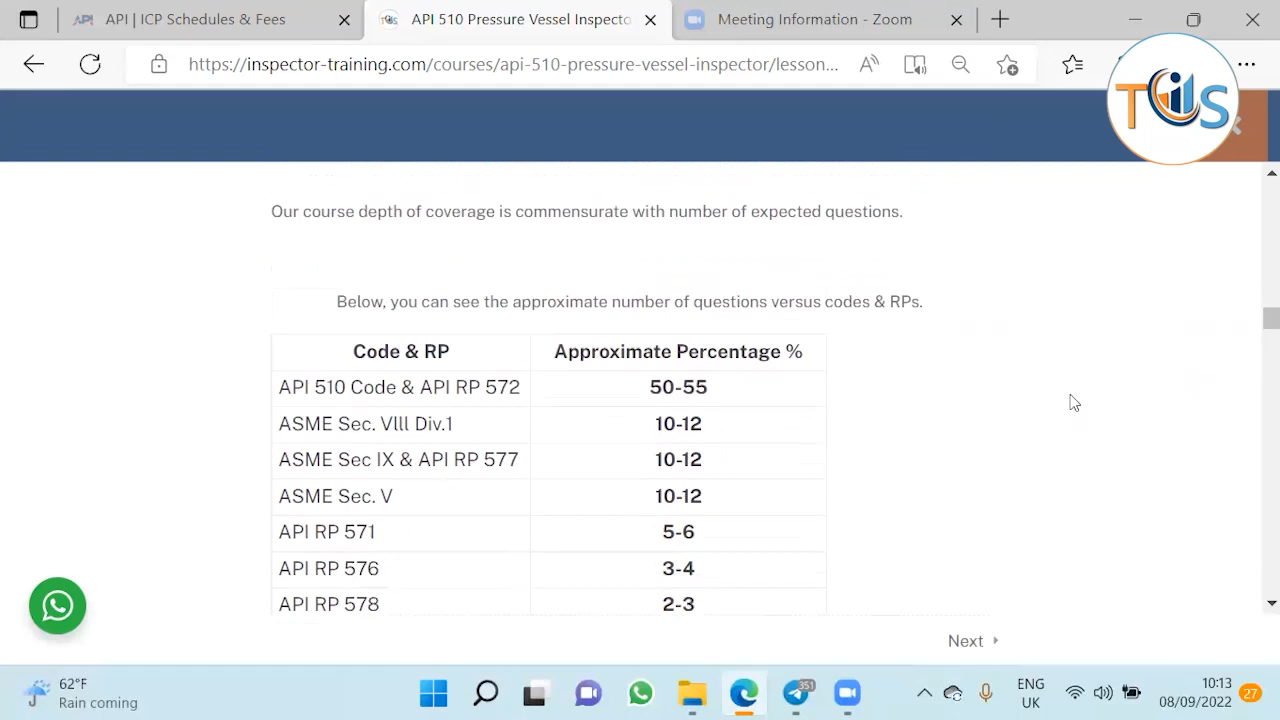 API | ICP Schedules & Fees
API 510 Pressure Vessel Inspecto
Meeting Information - Zoom
https://inspector-training.com/courses/api-510-pressure-vessel-inspector/lesson...
TCIS
Our course depth of coverage is commensurate with number of expected questions.
Below, you can see the approximate number of questions versus codes & RPs.
Code & RP Approximate Percentage %
API 510 Code & API RP 572 50-55
ASME Sec. Vlll Div.1 10-12
ASME Sec IX & API RP 577 10-12
ASME Sec. V 10-12
API RP 571 5-6
API RP 576 3-4
API RP 578 2-3
Next
62°F
Rain coming
351
ENG
UK
10:13
08/09/2022
27